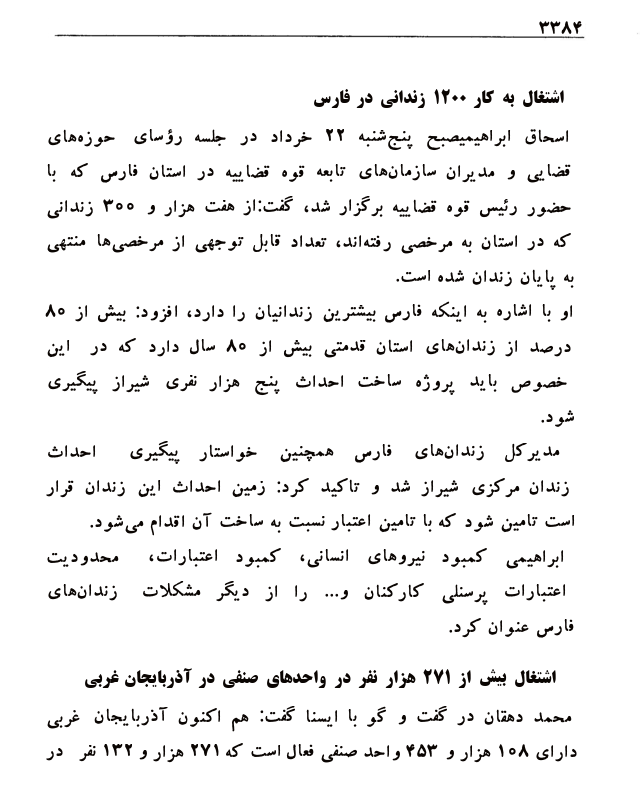 ۳۳۸۴
اشتغال به کار ۱۲۰۰ زندانی در فارس
اسحاق ابراهیمیصبح پنج‌شنبه ۲۲ خرداد در جلسه رؤسای حوزه‌های
قضایی و مدیران سازمان‌های تابعه قوه قضاییه در استان فارس که با
حضور رئیس قوه قضاییه برگزار شد، گفت:از هفت هزار و ۳۰۰ زندانی
که در استان به مرخصی رفته‌اند، تعداد قابل توجهی از مرخصی‌ها منتهی
به پایان زندان شده است.
او با اشاره به اینکه فارس بیشترین زندانیان را دارد، افزود: بیش از ۸۰
درصد از زندان‌های استان قدمتی بیش از ۸۰ سال دارد که در این
خصوص باید پروژه ساخت احداث پنج هزار نفری شیراز پیگیری
شود.
مدیرکل زندان‌های فارس همچنین خواستار پیگیری احداث
زندان مرکزی شیراز شد و تاکید کرد: زمین احداث این زندان قرار
است تامین شود که با تامین اعتبار نسبت به ساخت آن اقدام می‌شود.
ابراهیمی کمبود نیروهای انسانی، کمبود اعتبارات، محدودیت
اعتبارات پرسنلی کارکنان و... را از دیگر مشکلات زندان‌های
فارس عنوان کرد.
اشتغال بیش از ۲۷۱ هزار نفر در واحدهای صنفی در آذربایجان غربی
محمد دهقان در گفت و گو با ایسنا گفت: هم اکنون آذربایجان غربی
دارای ۱۰۸ هزار و ۴۵۳ واحد صنفی فعال است که ۲۷۱ هزار و ۱۳۲ نفر در